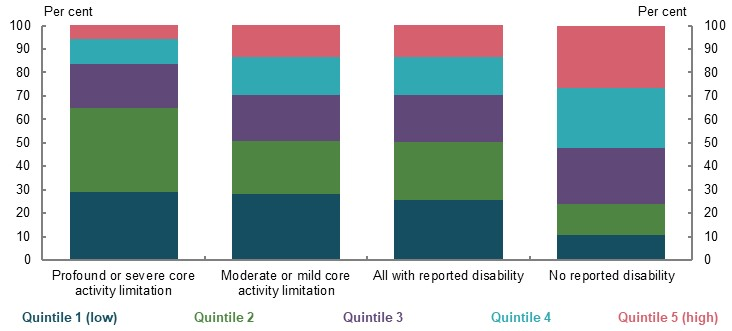 Per cent Per cent
100 100
90 90
80 80
70 70
60 60
50 50
40 40
30 30
20 20
10 10
0 0
Profound or severe core Moderate or mild core All with reported disability No reported disability
activity limitation activity limitation
Quintile 1 (low) Quintile 2 Quintile 3 Quintile 4 Quintile 5 (high)